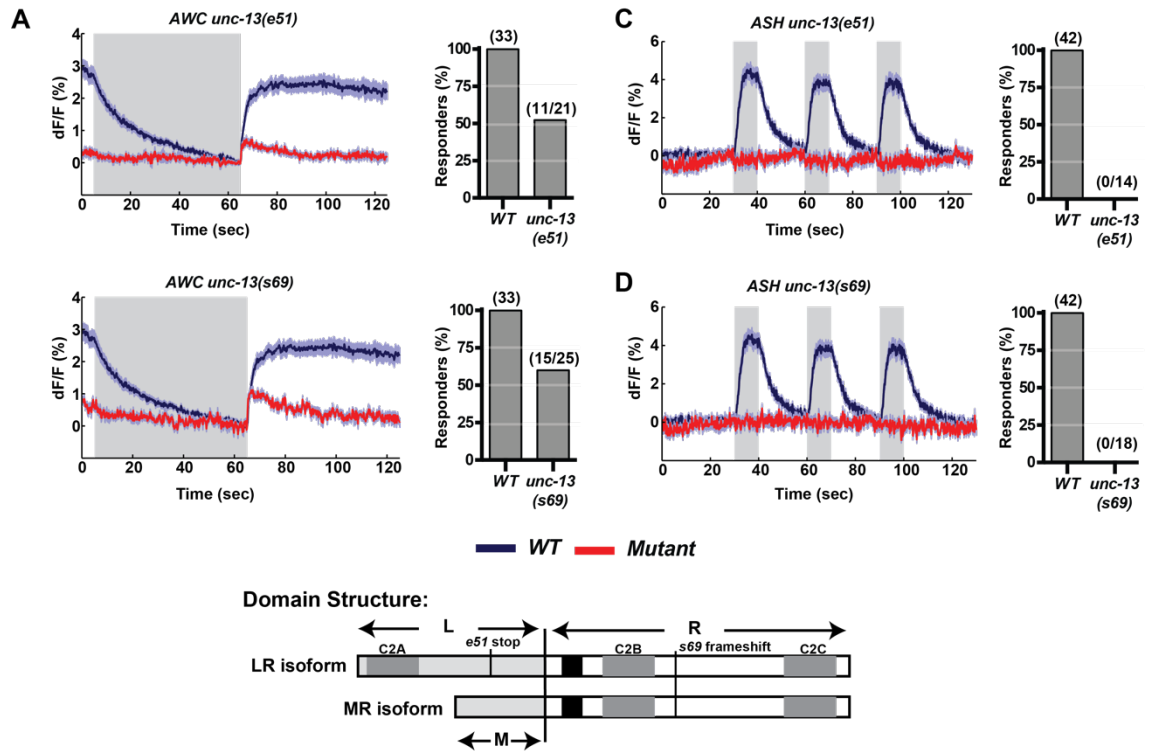 A
AWC unc-13(e51)
dF/F (%)
4
3
2
1
0
0 20 40 60 80 100 120
Time (sec)
Responders (%)
100
75
50
25
0
(33)
(11/21)
WT
unc-13
(e51)
C
ASH unc-13(e51)
dF/F (%)
6
4
2
0
0 20 40 60 80 100 120
Time (sec)
Responders (%)
100
75
50
25
0
(42)
(0/14)
WT
unc-13
(e51)
AWC unc-13(s69)
dF/F (%)
4
3
2
1
0
0 20 40 60 80 100 120
Time (sec)
Responders (%)
100
75
50
25
0
(33)
(15/25)
WT
unc-13
(s69)
D
ASH unc-13(s69)
dF/F (%)
6
4
2
0
0 20 40 60 80 100 120
Time (sec)
Responders (%)
100
75
50
25
0
(42)
(0/18)
WT
unc-13
(s69)
WT Mutant
Domain Structure:
L R
C2A e51 stop C2B s69 frameshift C2C
LR isoform
MR isoform
M